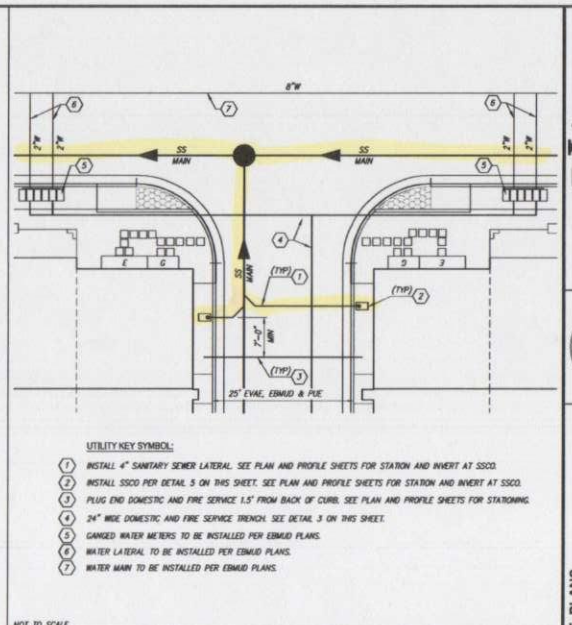 8"W
7
6
6
2"W
2"W
2"W
2"W
SS
MAIN
SS
MAIN
5
5
4
E G
SS
MAIN
(TYP) 1
(TYP) 2
7'-0"
MIN
(TYP) 3
25' EVAE, EBMUD & PUE
UTILITY KEY SYMBOL:
1 INSTALL 4" SANITARY SEWER LATERAL. SEE PLAN AND PROFILE SHEETS FOR STATION AND INVERT AT SSCO.
2 INSTALL SSCO PER DETAIL 5 ON THIS SHEET. SEE PLAN AND PROFILE SHEETS FOR STATION AND INVERT AT SSCO.
3 PLUG END DOMESTIC AND FIRE SERVICE 1.5' FROM BACK OF CURB. SEE PLAN AND PROFILE SHEETS FOR STATIONING.
4 24" WIDE DOMESTIC AND FIRE SERVICE TRENCH. SEE DETAIL 3 ON THIS SHEET.
5 GANGED WATER METERS TO BE INSTALLED PER EBMUD PLANS.
6 WATER LATERAL TO BE INSTALLED PER EBMUD PLANS.
7 WATER MAIN TO BE INSTALLED PER EBMUD PLANS.
NOT TO SCALE
PLANS